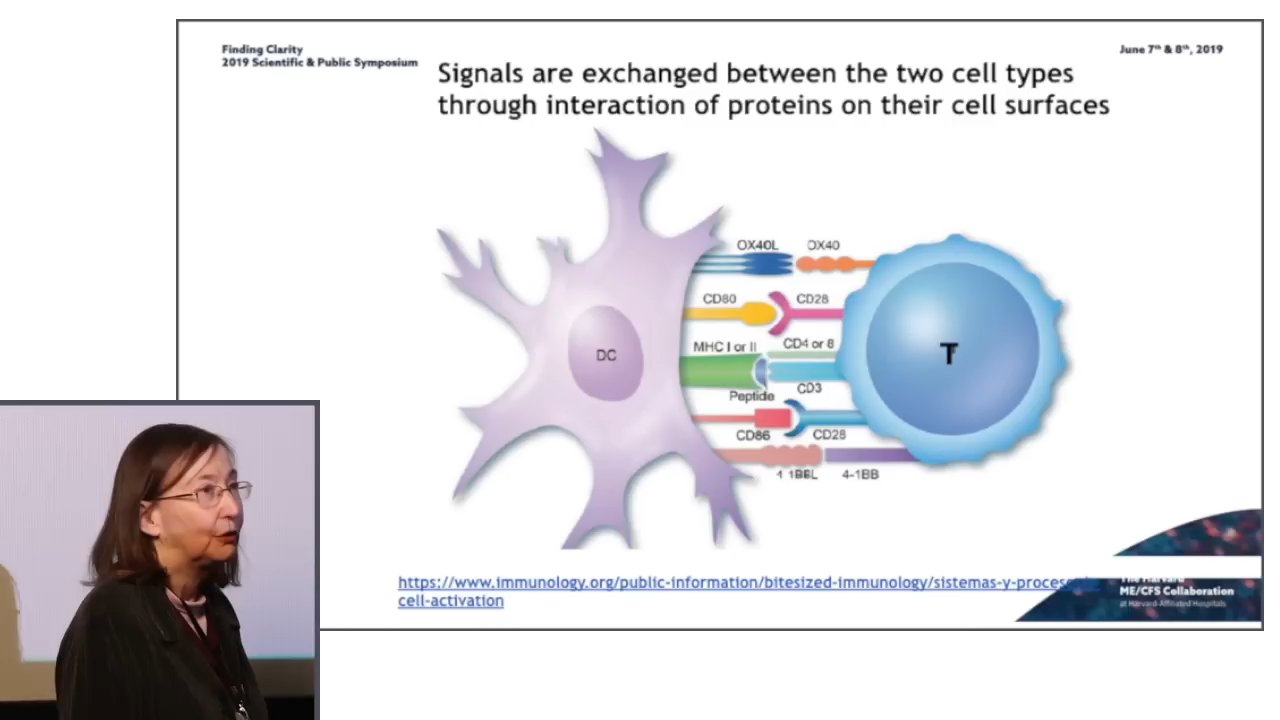 Finding Clarity
2019 Scientific & Public Symposium
June 7th & 8th, 2019
Signals are exchanged between the two cell types
through interaction of proteins on their cell surfaces
OX40L OX40
CD80 CD28
MHC I or II CD4 or 8
DC
T
CD3
Peptide
CD86 CD28
4-1BB
https://www.immunology.org/public-information/bitesized-immunology/sistemas-y-proceso
cell-activation
The Harvard
ME/CFS Collaboration
at Harvard-Affiliated Hospitals